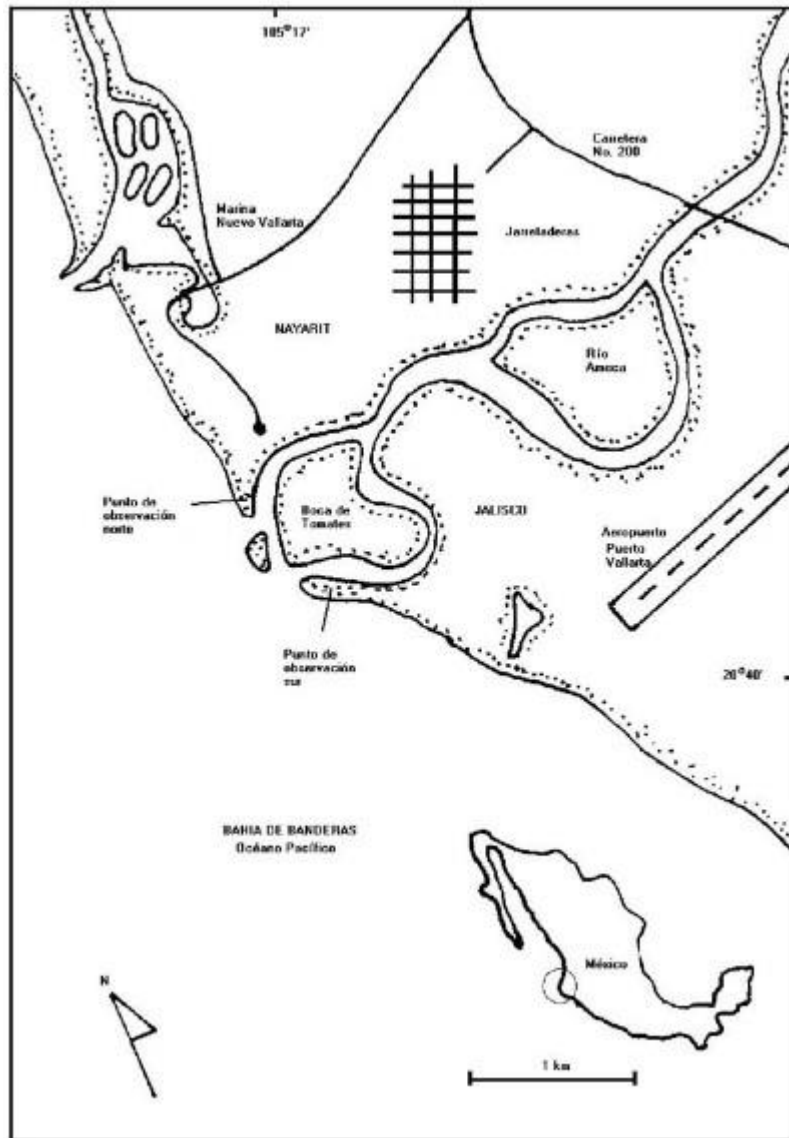 105°17'
Carretera
No. 200
Marina
Nuevo Vallarta
Jarretaderas
NAYARIT
Río
Ameca
Punto de
observación
norte
Boca de
Tomates
JALISCO
Aeropuerto
Puerto
Vallarta
Punto de
observación
sur
20°40'
BAHIA DE BANDERAS
Océano Pacífico
México
N
1 km